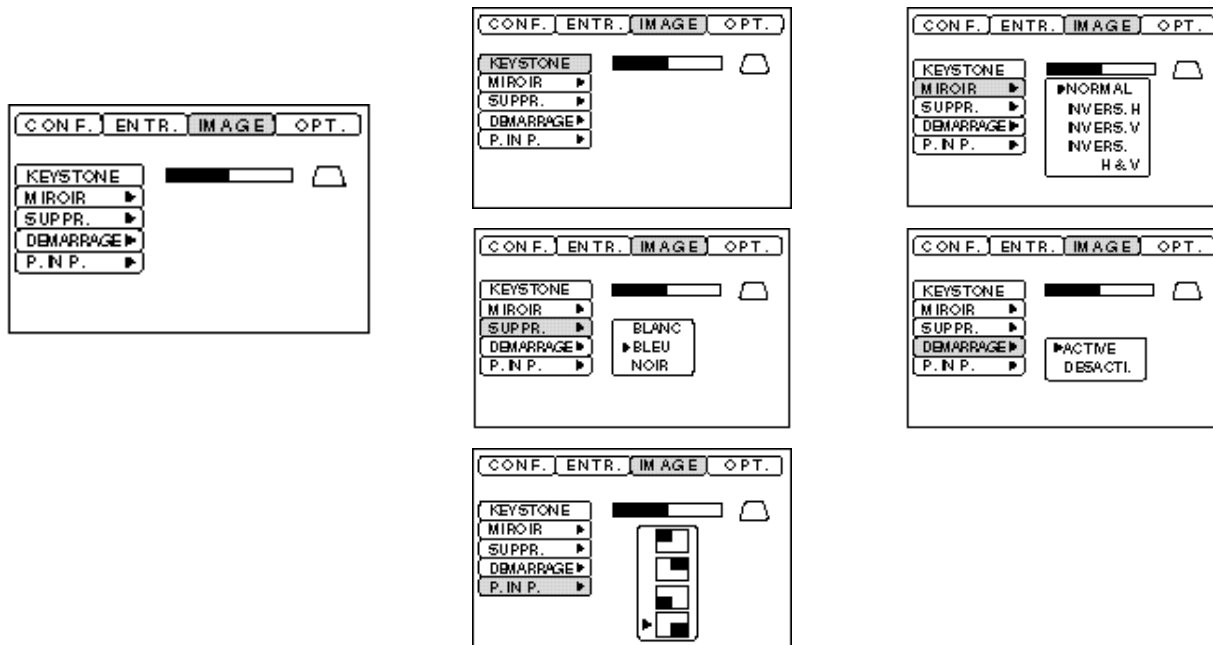 CONF. ENTR. IMAGE OPT.
KEYSTONE
MIROIR
SUPPR.
DEMARRAGE
P. IN P.
CONF. ENTR. IMAGE OPT.
KEYSTONE
MIROIR
SUPPR.
DEMARRAGE
P. IN P.
CONF. ENTR. IMAGE OPT.
KEYSTONE
MIROIR NORMAL
SUPPR. INVERS. H
DEMARRAGE INVERS. V
P. IN P. INVERS.
H & V
CONF. ENTR. IMAGE OPT.
KEYSTONE
MIROIR
SUPPR. BLANC
DEMARRAGE BLEU
P. IN P. NOIR
CONF. ENTR. IMAGE OPT.
KEYSTONE
MIROIR
SUPPR.
DEMARRAGE ACTIVE
P. IN P. DESACTI.
CONF. ENTR. IMAGE OPT.
KEYSTONE
MIROIR
SUPPR.
DEMARRAGE
P. IN P.